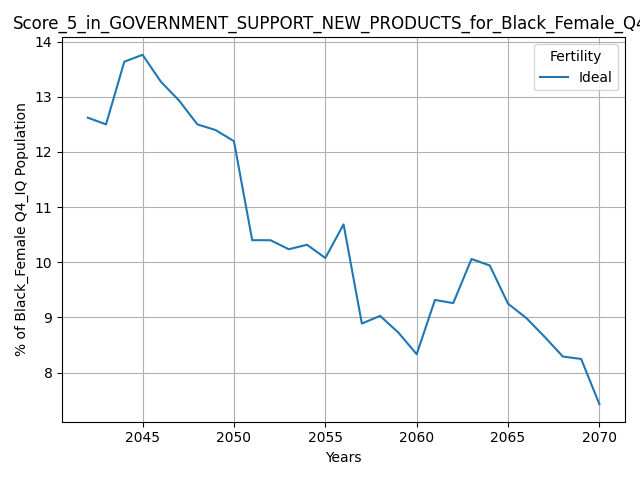 Score_5_in_GOVERNMENT_SUPPORT_NEW_PRODUCTS_for_Black_Female_Q4
Fertility
Ideal
% of Black_Female Q4_IQ Population
14
13
12
11
10
9
8
2045 2050 2055 2060 2065 2070
Years